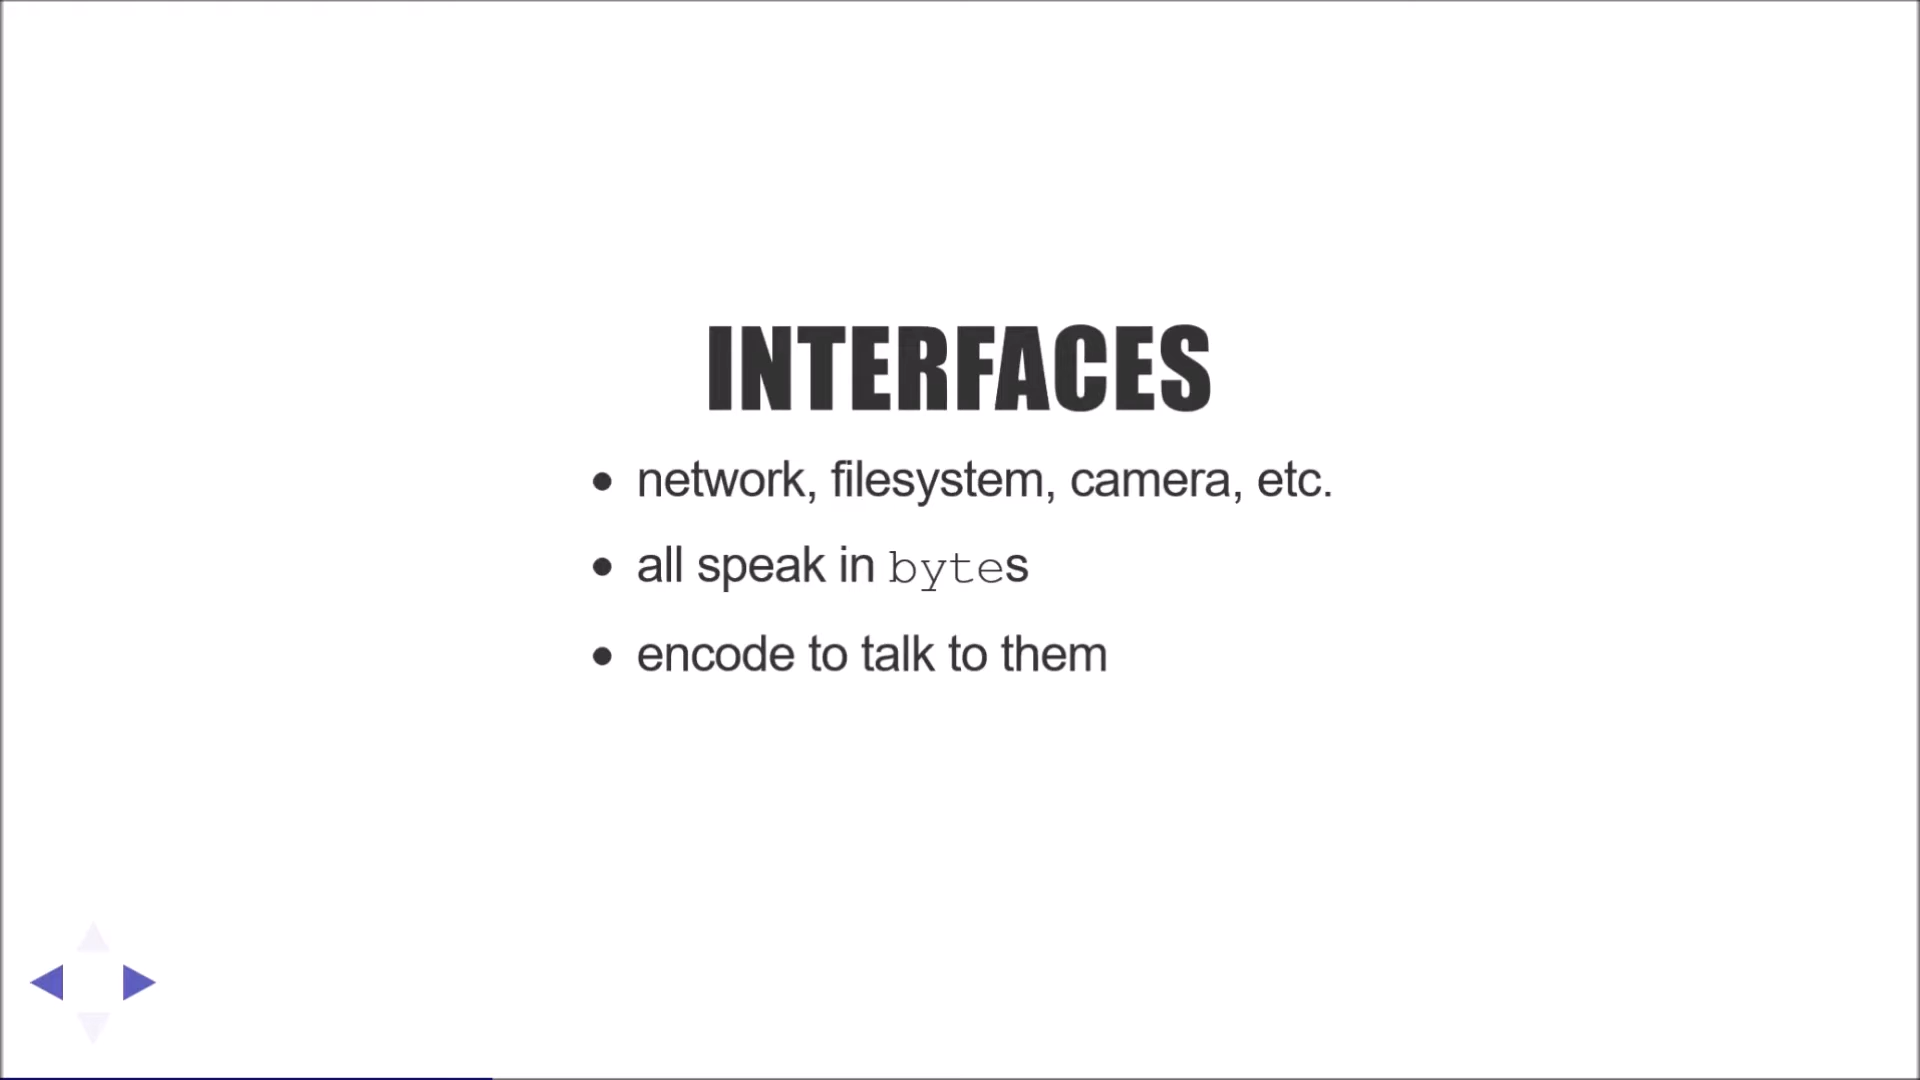 INTERFACES
network, filesystem, camera, etc.
all speak in bytes
encode to talk to them